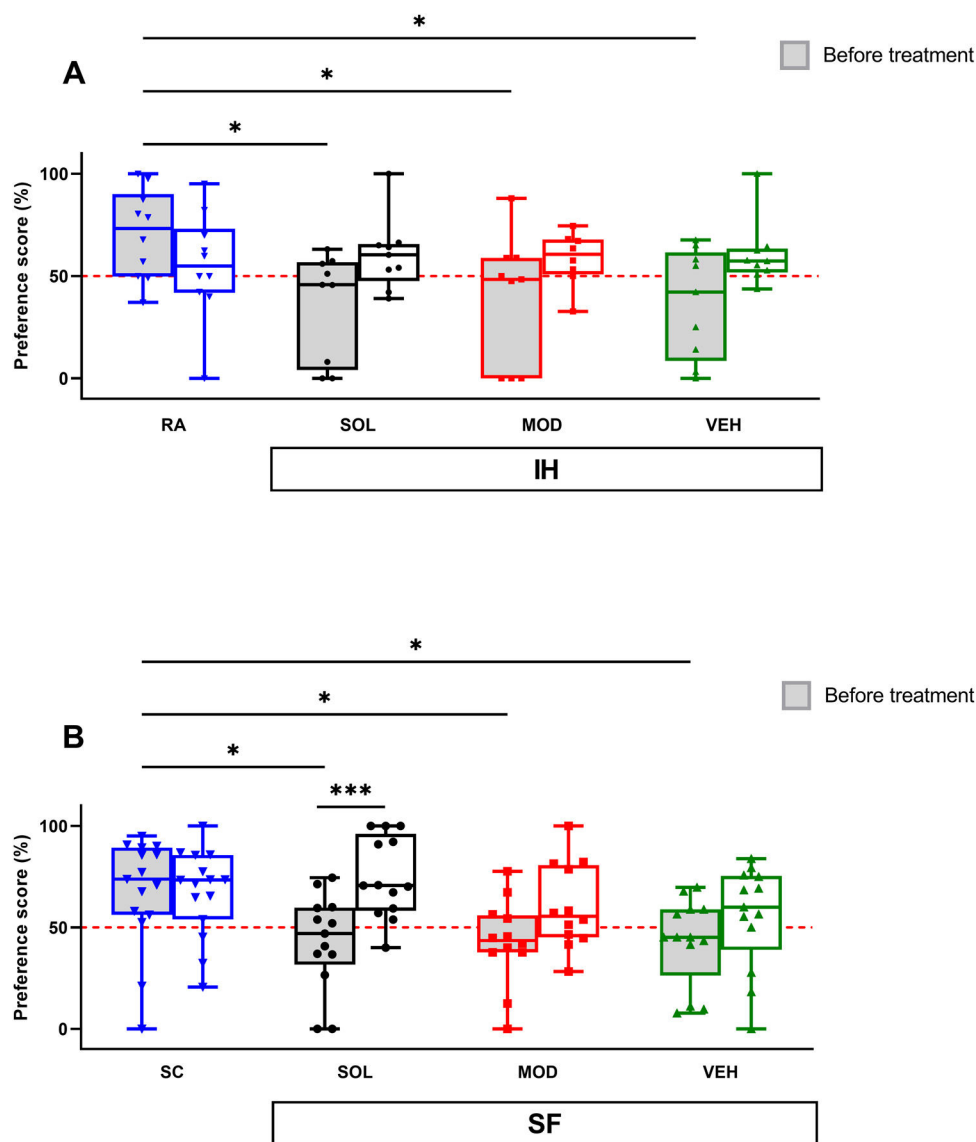 *
Before treatment
A
*
*
Preference score (%)
100
50
0
RA SOL MOD VEH
IH
*
Before treatment
*
B
*
***
Preference score (%)
100
50
0
SC SOL MOD VEH
SF